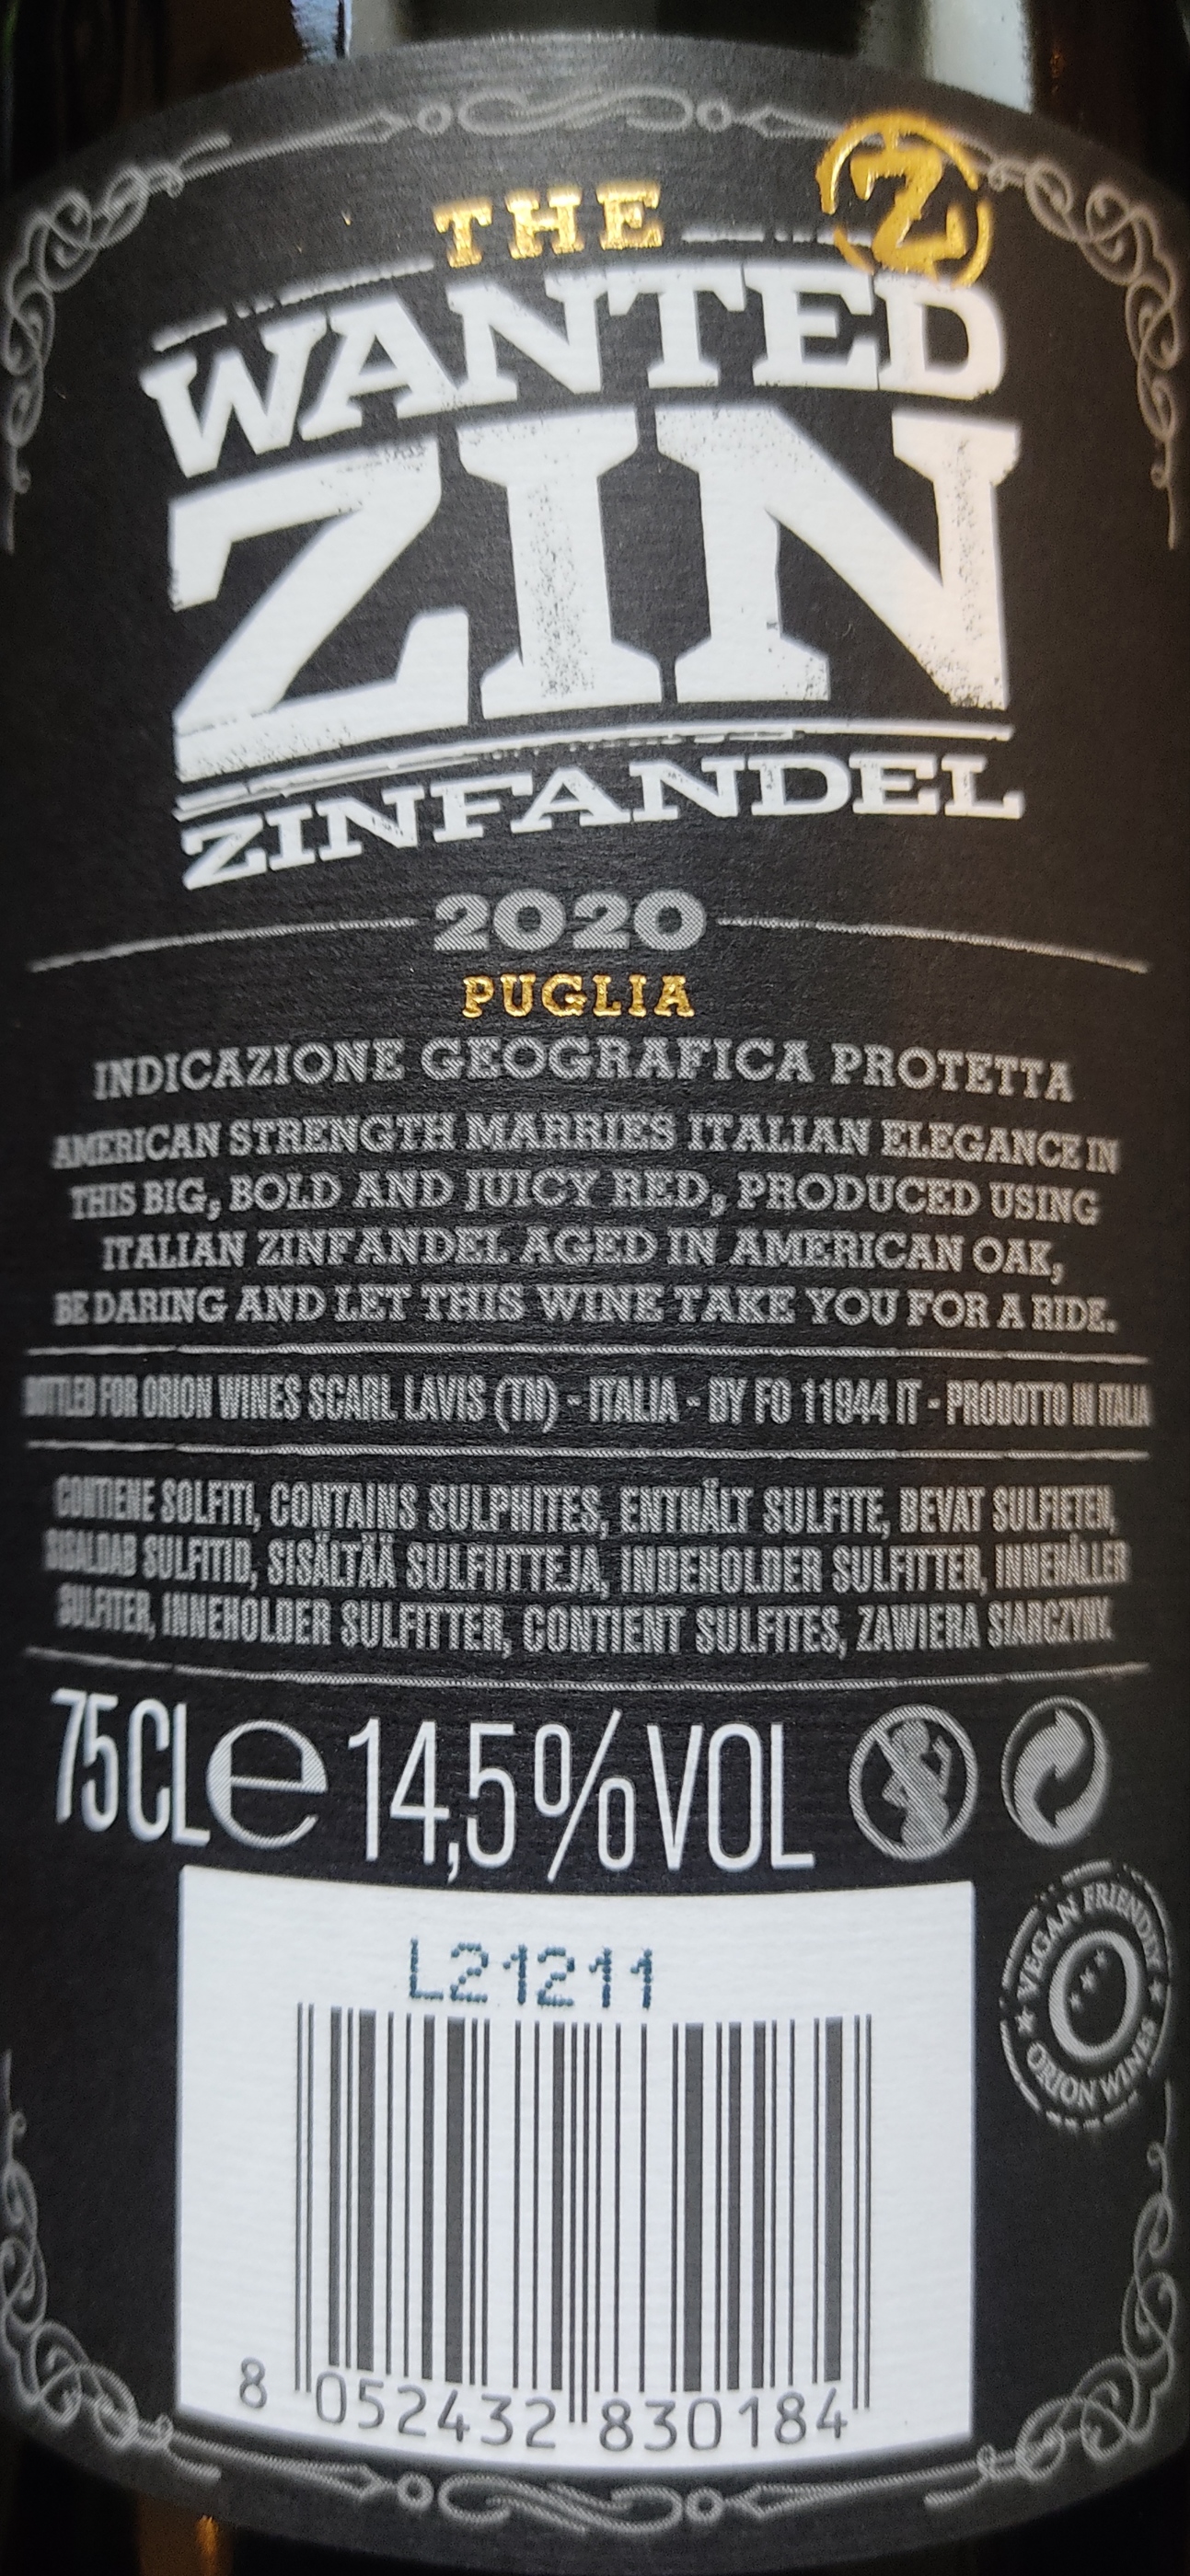 THE
Z
WANTED
ZIN
ZINFANDEL
2020
PUGLIA
INDICAZIONE GEOGRAFICA PROTETTA
AMERICAN STRENGTH MARRIES ITALIAN ELEGANCE IN
THIS BIG, BOLD AND JUICY RED, PRODUCED USING
ITALIAN ZINFANDEL AGED IN AMERICAN OAK,
BE DARING AND LET THIS WINE TAKE YOU FOR A RIDE.
BOTTLED FOR ORION WINES SCARL LAVIS (TN) - ITALIA - BY FO 11944 IT - PRODOTTO IN ITALIA
CONTIENE SOLFITI, CONTAINS SULPHITES, ENTHÄLT SULFITE, BEVAT SULFIETEN,
SISALDAB SULFITID, SISÄLTÄÄ SULFIITTEJA, INDEHOLDER SULFITTER, INNEHÅLLER
SULFITER, INNEHOLDER SULFITTER, CONTIENT SULFITES, ZAWIERA SIARCZYNY.
75CL e 14,5%VOL
VEGAN FRIENDLY
O
ORION WINES
L21211
8 052432 830184